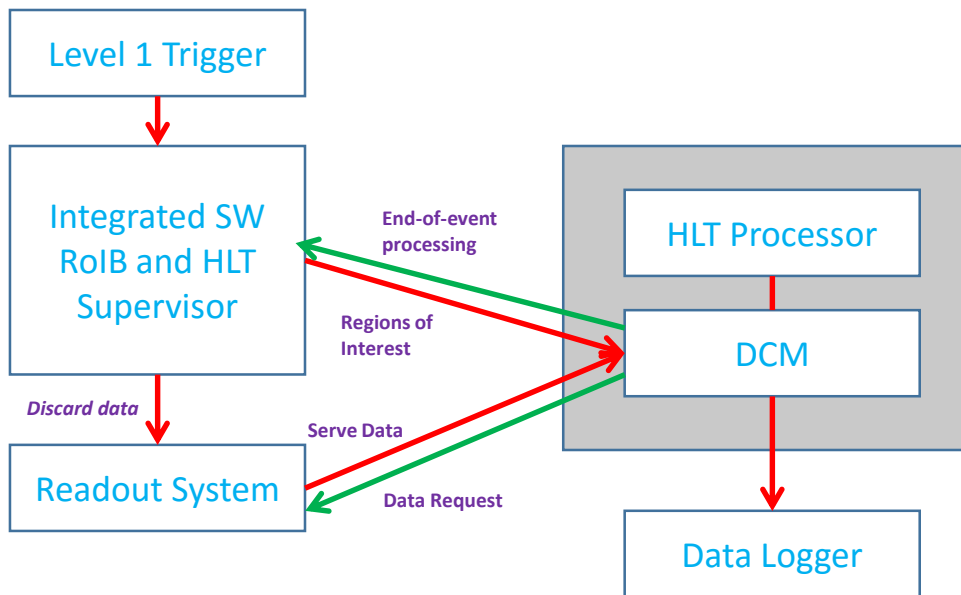 Level 1 Trigger
Integrated SW
RoIB and HLT
Supervisor
End-of-event
processing
HLT Processor
Regions of
Interest
DCM
Discard data
Serve Data
Readout System
Data Request
Data Logger